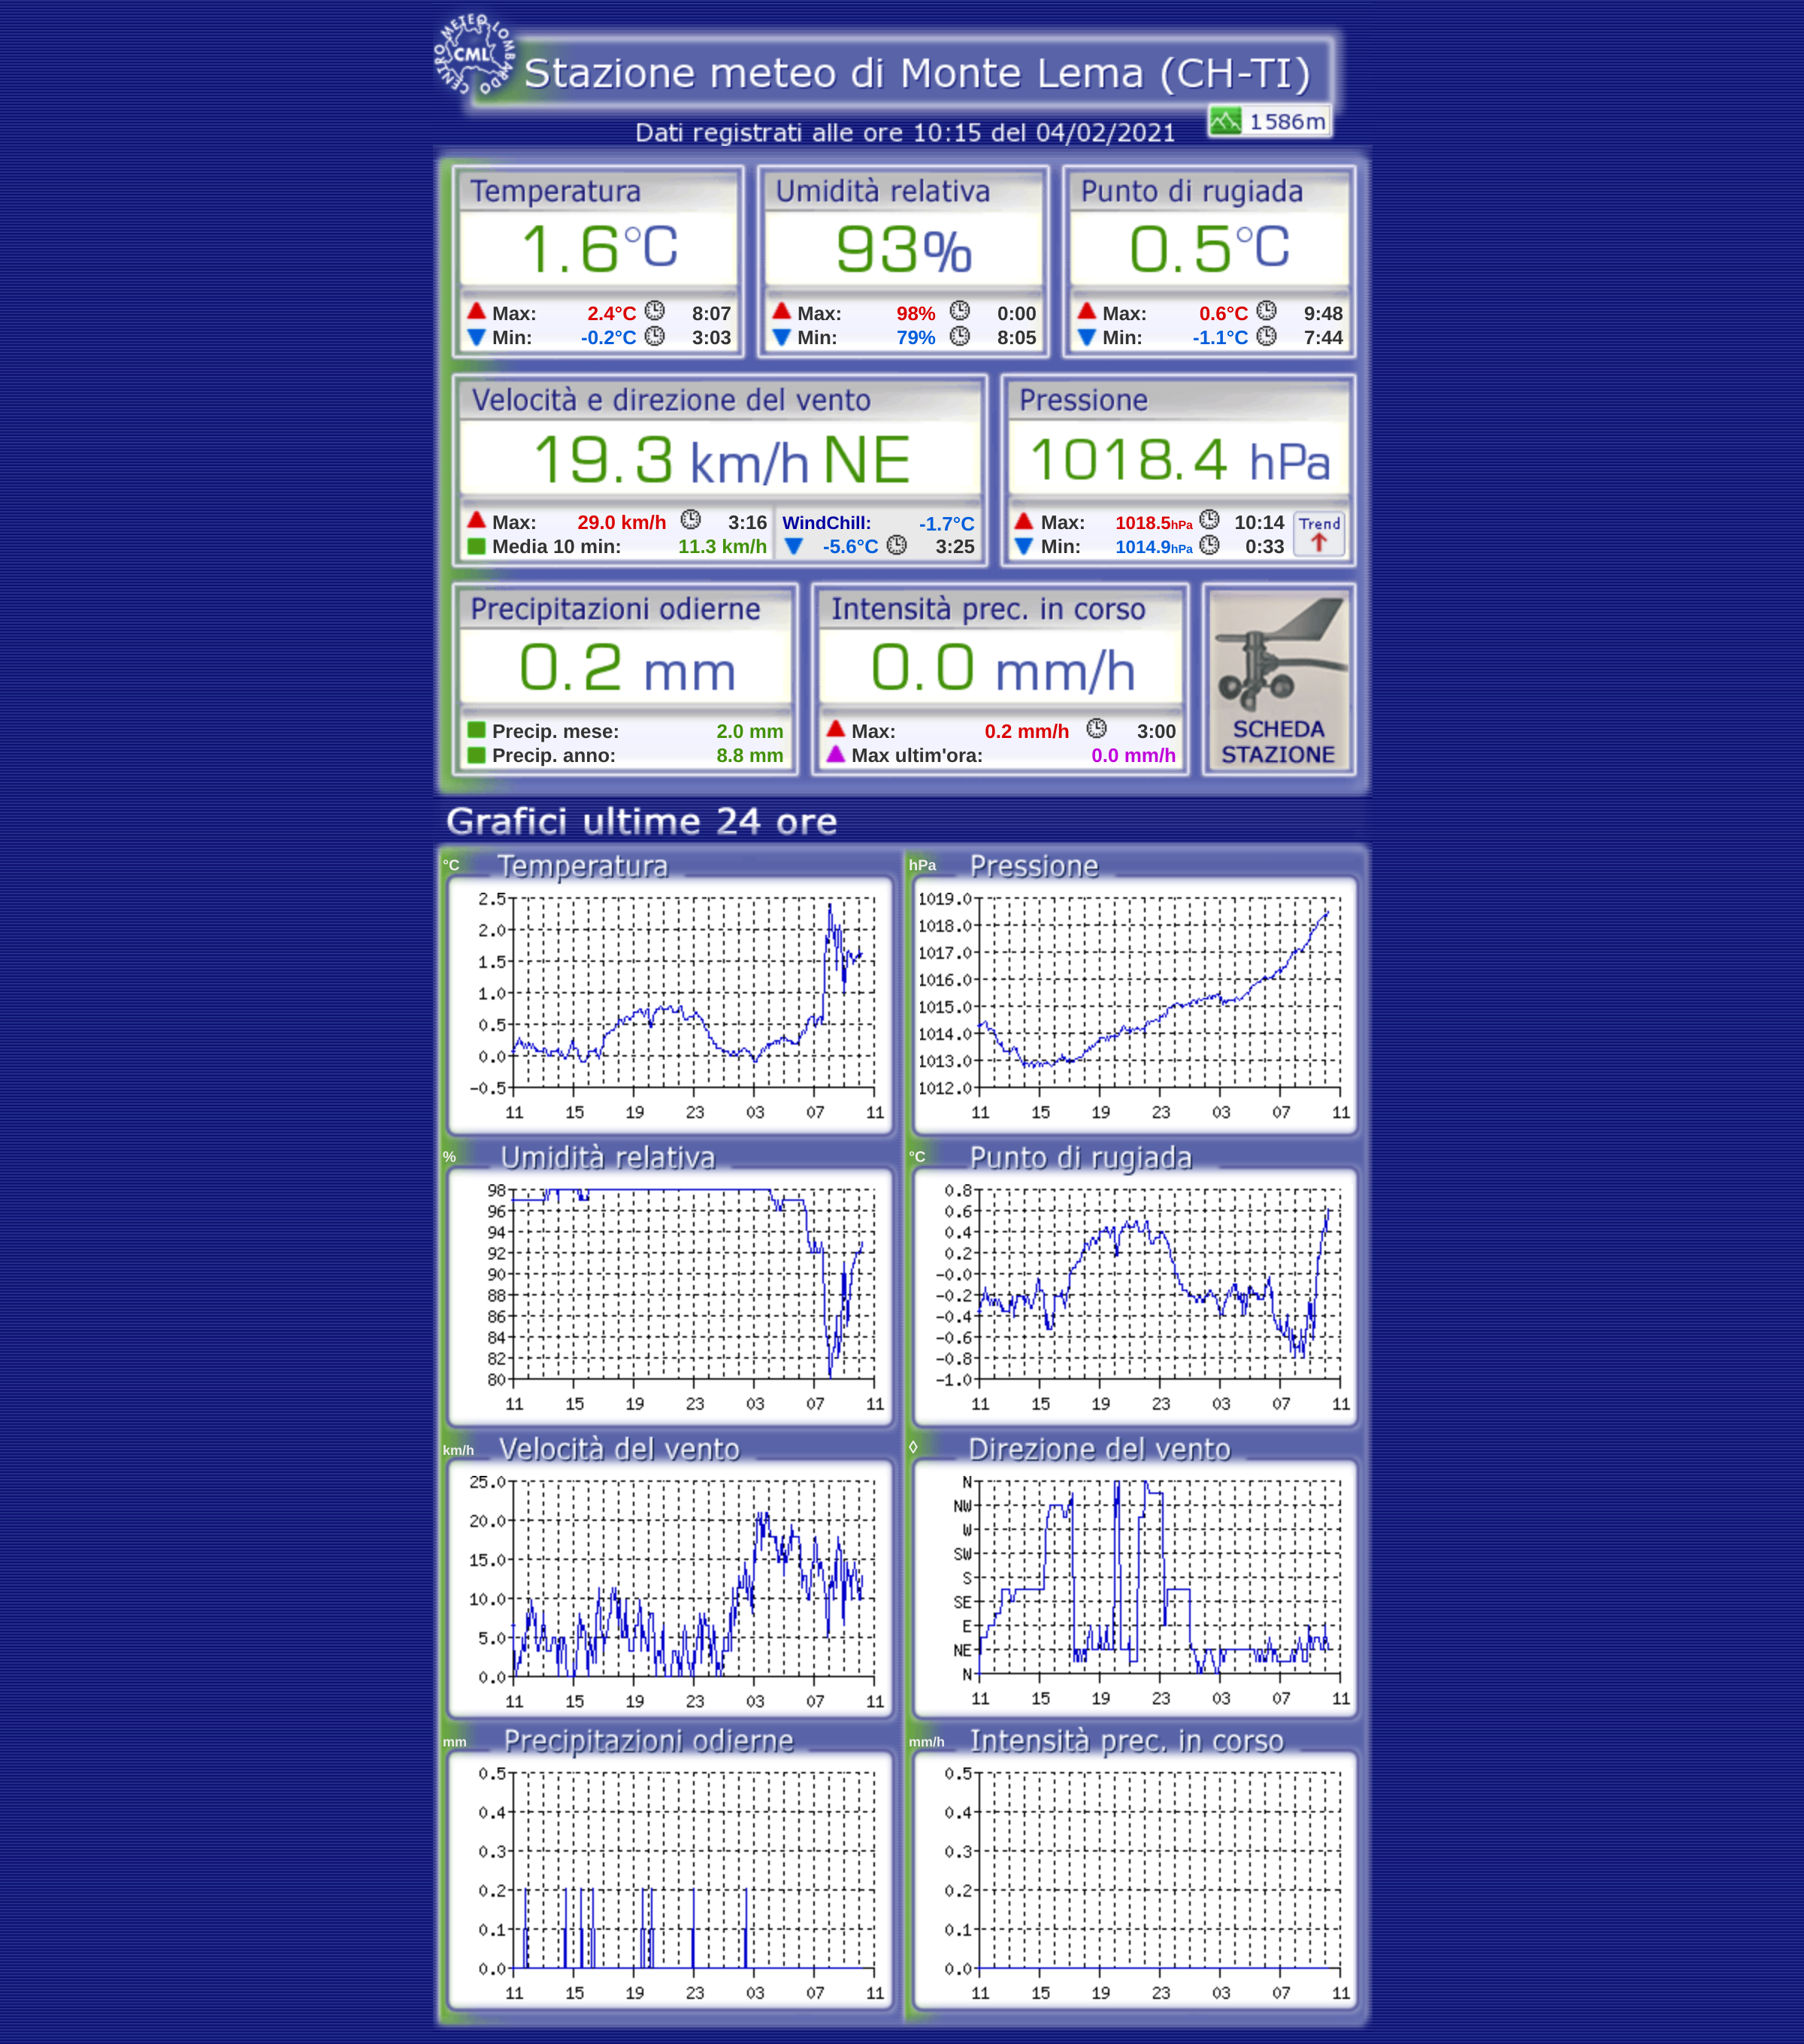 CENTRO METEO LOMBARDO
CML
Stazione meteo di Monte Lema (CH-TI)
1586m
Dati registrati alle ore 10:15 del 04/02/2021
Temperatura
1.6°C
Max: 2.4°C 8:07
Min: -0.2°C 3:03
Umidità relativa
93%
Max: 98% 0:00
Min: 79% 8:05
Punto di rugiada
0.5°C
Max: 0.6°C 9:48
Min: -1.1°C 7:44
Velocità e direzione del vento
19.3 km/h NE
Max: 29.0 km/h 3:16
Media 10 min: 11.3 km/h
WindChill: -1.7°C
-5.6°C 3:25
Pressione
1018.4 hPa
Max: 1018.5hPa 10:14
Min: 1014.9hPa 0:33
Trend
Precipitazioni odierne
0.2 mm
Precip. mese: 2.0 mm
Precip. anno: 8.8 mm
Intensità prec. in corso
0.0 mm/h
Max: 0.2 mm/h 3:00
Max ultim'ora: 0.0 mm/h
SCHEDA
STAZIONE
Grafici ultime 24 ore
°C Temperatura
2.5
2.0
1.5
1.0
0.5
0.0
-0.5
11 15 19 23 03 07 11
hPa Pressione
1019.0
1018.0
1017.0
1016.0
1015.0
1014.0
1013.0
1012.0
11 15 19 23 03 07 11
% Umidità relativa
98
96
94
92
90
88
86
84
82
80
11 15 19 23 03 07 11
°C Punto di rugiada
0.8
0.6
0.4
0.2
-0.0
-0.2
-0.4
-0.6
-0.8
-1.0
11 15 19 23 03 07 11
km/h Velocità del vento
25.0
20.0
15.0
10.0
5.0
0.0
11 15 19 23 03 07 11
◊ Direzione del vento
N
NW
W
SW
S
SE
E
NE
N
11 15 19 23 03 07 11
mm Precipitazioni odierne
0.5
0.4
0.3
0.2
0.1
0.0
11 15 19 23 03 07 11
mm/h Intensità prec. in corso
0.5
0.4
0.3
0.2
0.1
0.0
11 15 19 23 03 07 11